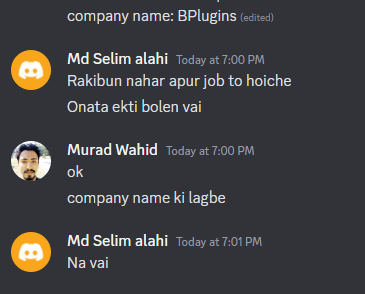 company name: BPlugins (edited)
Md Selim alahi Today at 7:00 PM
Rakibun nahar apur job to hoiche
Onata ekti bolen vai
Murad Wahid Today at 7:00 PM
ok
company name ki lagbe
Md Selim alahi Today at 7:01 PM
Na vai